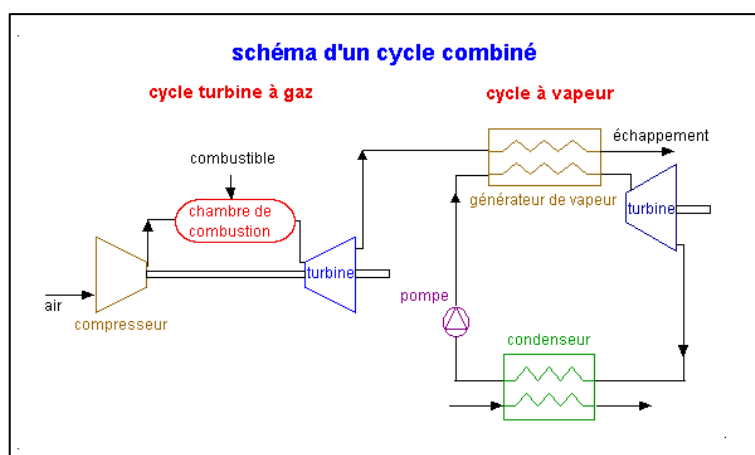 schéma d'un cycle combiné
cycle turbine à gaz
cycle à vapeur
échappement
combustible
chambre de
combustion
générateur de vapeur
turbine
turbine
air
compresseur
pompe
condenseur